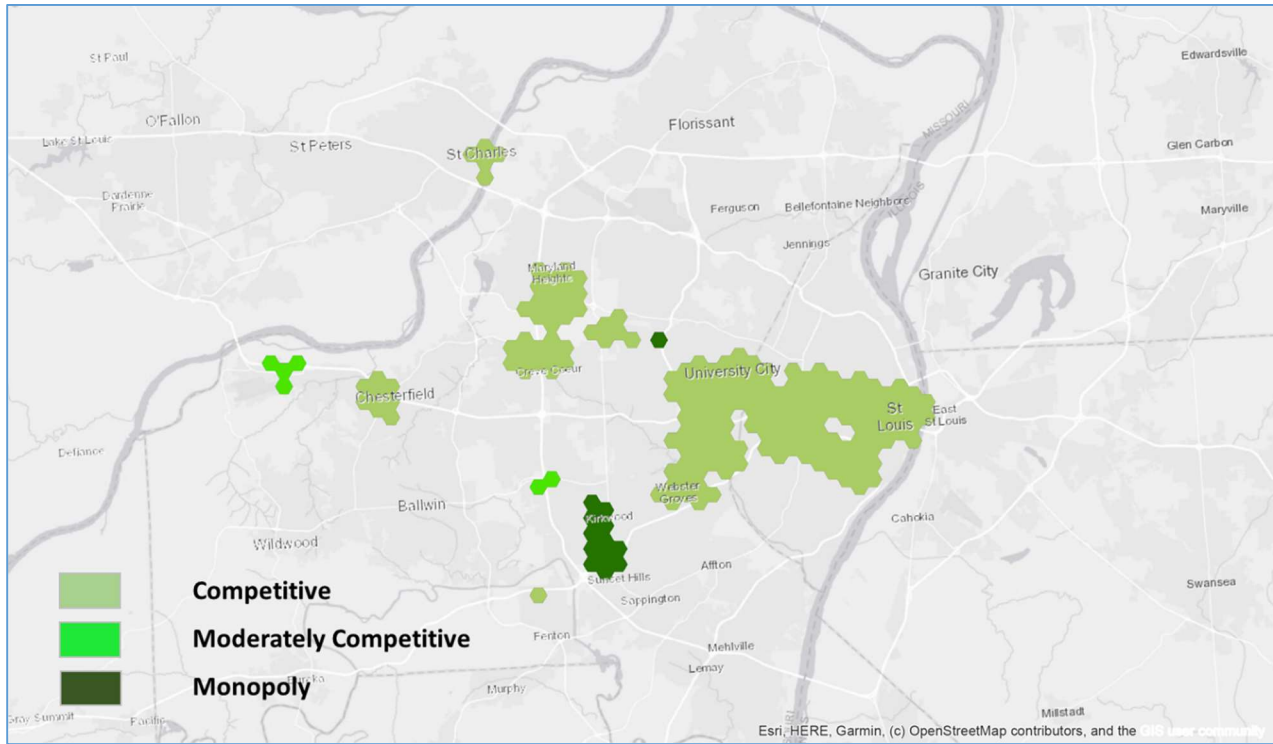 St Paul
Edwardsville
O'Fallon
Florissant
MISSOURI
Lake St Louis
St Peters
St Charles
Glen Carbon
Dardenne
Prairie
Ferguson
Bellefontaine Neighbors
ILLINOIS
Maryville
Jennings
Maryland
Heights
Granite City
Creve Coeur
University City
Chesterfield
St
Louis
East
St Louis
Defiance
Webster
Groves
Ballwin
Kirkwood
Cahokia
Wildwood
Affton
Sunset Hills
Swansea
Competitive
Sappington
Moderately Competitive
Fenton
Mehlville
Lemay
Eureka
Monopoly
Murphy
Gray Summit
Pacific
Millstadt
Esri, HERE, Garmin, (c) OpenStreetMap contributors, and the GIS user community